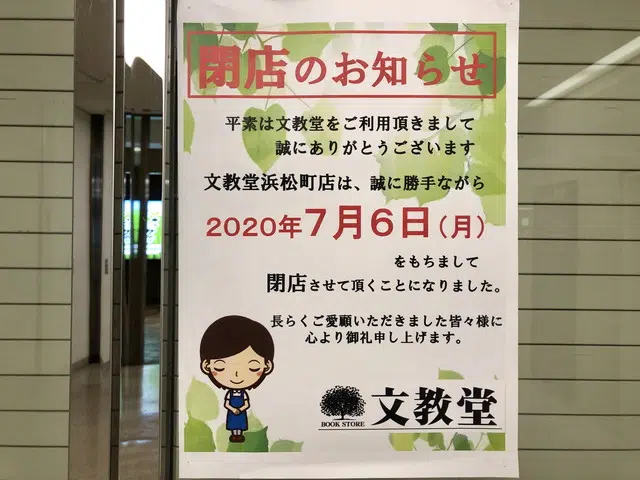 閉店のお知らせ
平素は文教堂をご利用頂きまして
誠にありがとうございます
文教堂浜松町店は、誠に勝手ながら
2020年7月6日（月）
をもちまして
閉店させて頂くことになりました。
長らくご愛願いただきました皆々様に
心より御礼申し上げます。
BOOK STORE 文教堂